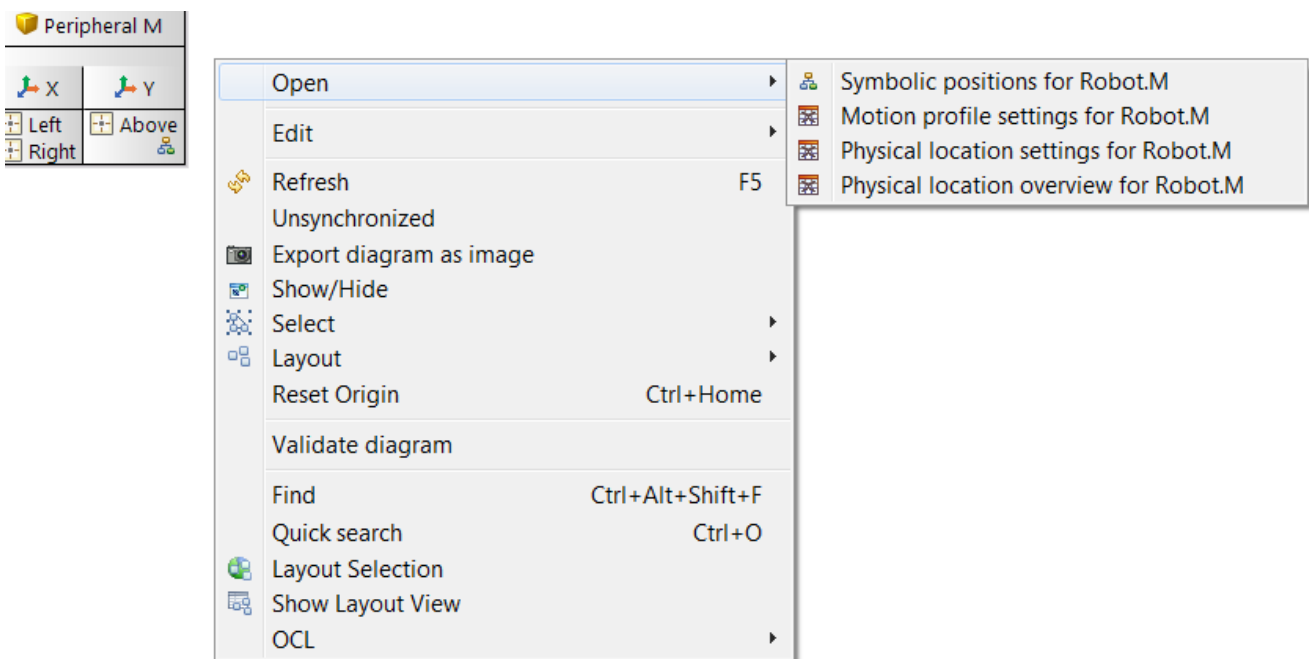 Peripheral M
X Y
Left Above
Right
Open
Edit
Refresh F5
Unsynchronized
Export diagram as image
Show/Hide
Select
Layout
Reset Origin Ctrl+Home
Validate diagram
Find Ctrl+Alt+Shift+F
Quick search Ctrl+O
Layout Selection
Show Layout View
OCL
Symbolic positions for Robot.M
Motion profile settings for Robot.M
Physical location settings for Robot.M
Physical location overview for Robot.M